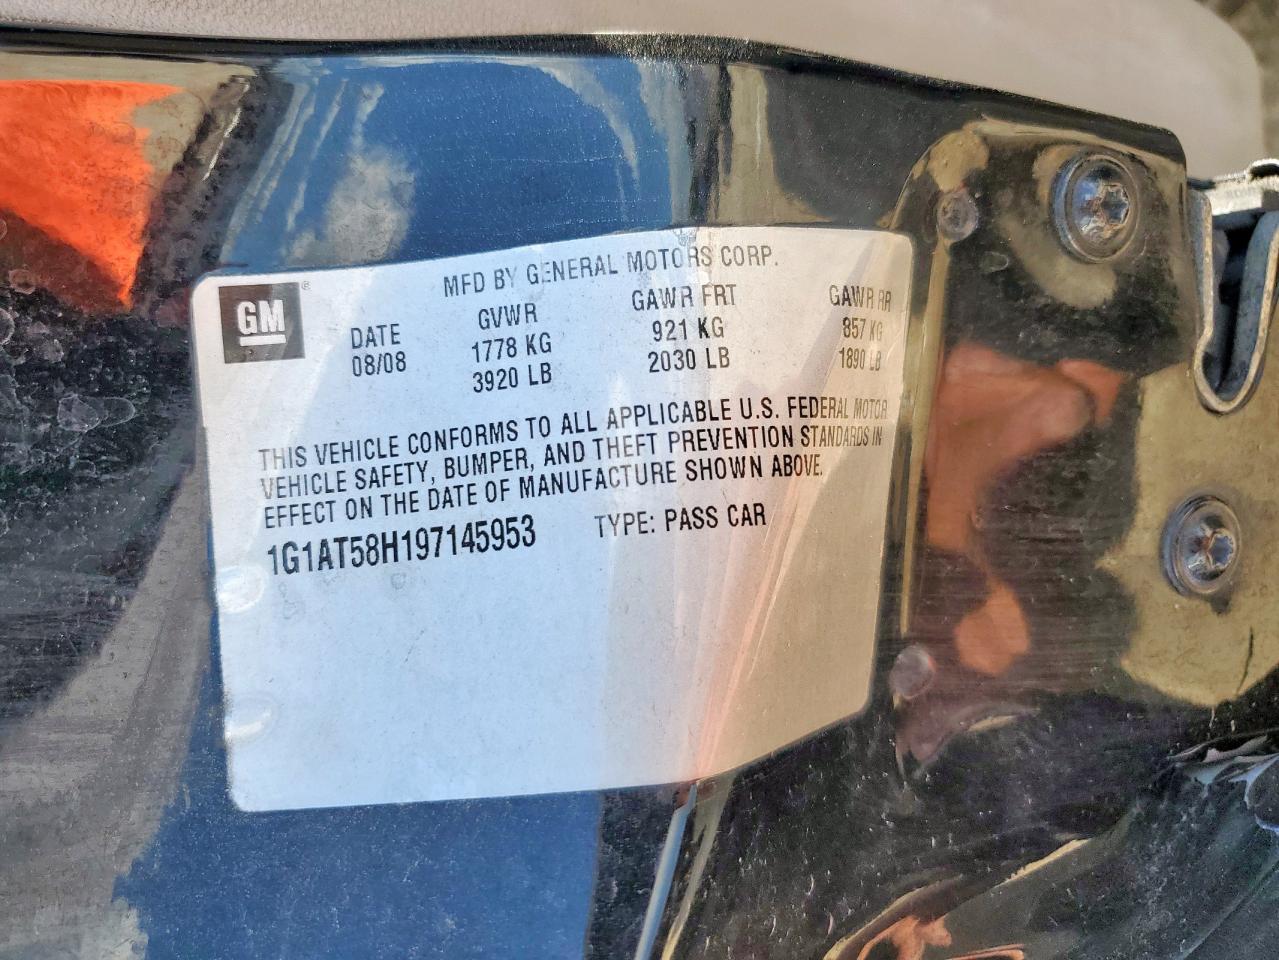 MFD BY GENERAL MOTORS CORP.
GM ®
DATE GVWR GAWR FRT GAWR RR
08/08 1778 KG 921 KG 857 KG
3920 LB 2030 LB 1890 LB
THIS VEHICLE CONFORMS TO ALL APPLICABLE U.S. FEDERAL MOTOR
VEHICLE SAFETY, BUMPER, AND THEFT PREVENTION STANDARDS IN
EFFECT ON THE DATE OF MANUFACTURE SHOWN ABOVE.
1G1AT58H197145953 TYPE: PASS CAR